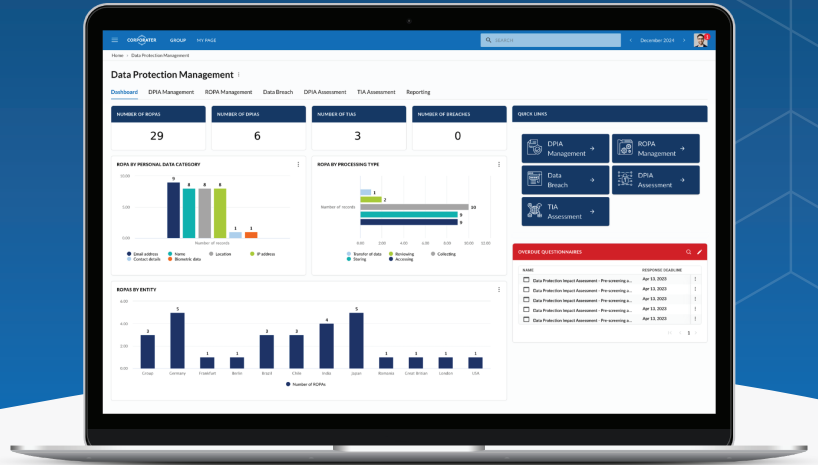 CORPORATER GROUP MY PAGE SEARCH December 2024
Home Data Protection Management
Data Protection Management
Dashboard DPIA Management ROPA Management Data Breach DPIA Assessment TIA Assessment Reporting
NUMBER OF ROPAS NUMBER OF DPIAS NUMBER OF TIAS NUMBER OF BREACHES
29 6 3 0
ROPA BY PERSONAL DATA CATEGORY
10.00
5.00
0.00
9 8 8 8 1 1
Number of records
Email address Name Location IP address
Contact details Biometric data
ROPA BY PROCESSING TYPE
1
2
Number of records 10
9
9
0.00 2.00 4.00 6.00 8.00 10.00 12.00
Transfer of data Reviewing Collecting
Storing Accessing
ROPAS BY ENTITY
6.00
4.00
2.00
0.00
3 5 1 1 3 3 4 5 1 1 1 1
Group Germany Frankfurt Berlin Brazil Chile India Japan Romania Great Britain London USA
Number of ROPAs
QUICK LINKS
DPIA Management
ROPA Management
Data Breach
DPIA Assessment
TIA Assessment
OVERDUE QUESTIONNAIRES
NAME RESPONSE DEADLINE
Data Protection Impact Assessment - Pre-screening a... Apr 13, 2023
Data Protection Impact Assessment - Pre-screening a... Apr 13, 2023
Data Protection Impact Assessment - Pre-screening a... Apr 13, 2023
Data Protection Impact Assessment - Pre-screening a... Apr 13, 2023
Data Protection Impact Assessment - Pre-screening a... Apr 13, 2023
1